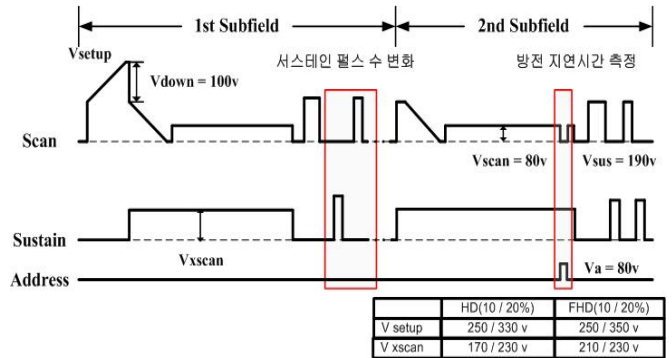 1st Subfield 2nd Subfield
Vsetup
서스테인 펄스 수 변화 방전 지연시간 측정
Vdown = 100v
Scan
Vscan = 80v Vsus = 190v
Sustain
Vxscan
Address Va = 80v
HD(10 / 20%) FHD(10 / 20%)
V setup 250 / 330 v 250 / 350 v
V xscan 170 / 230 v 210 / 230 v